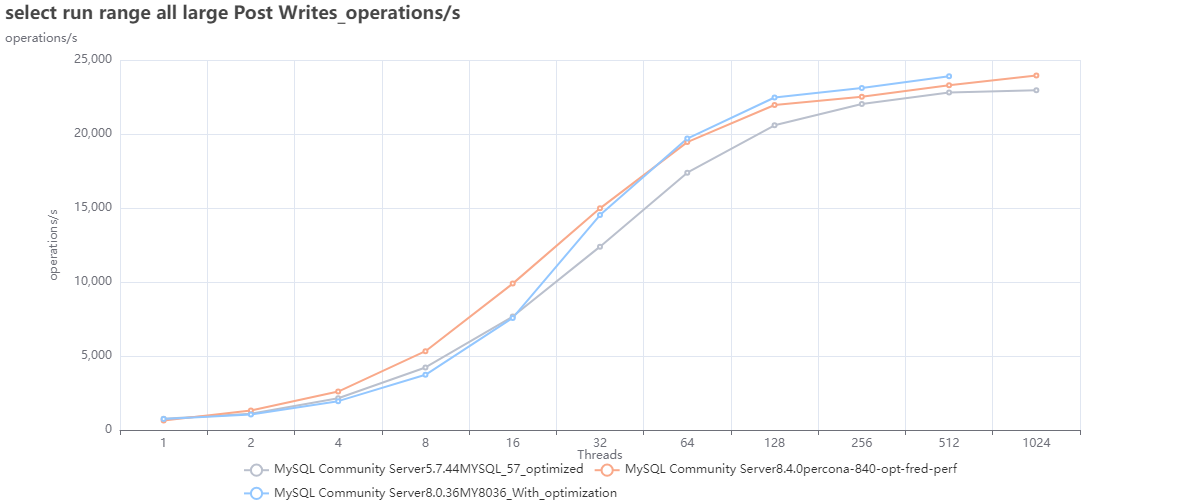 select run range all large Post Writes_operations/s
operations/s
25,000
20,000
15,000
10,000
5,000
0
operations/s
1 2 4 8 16 32 64 128 256 512 1024
Threads
MySQL Community Server5.7.44MYSQL_57_optimized MySQL Community Server8.4.0percona-840-opt-fred-perf
MySQL Community Server8.0.36MY8036_With_optimization